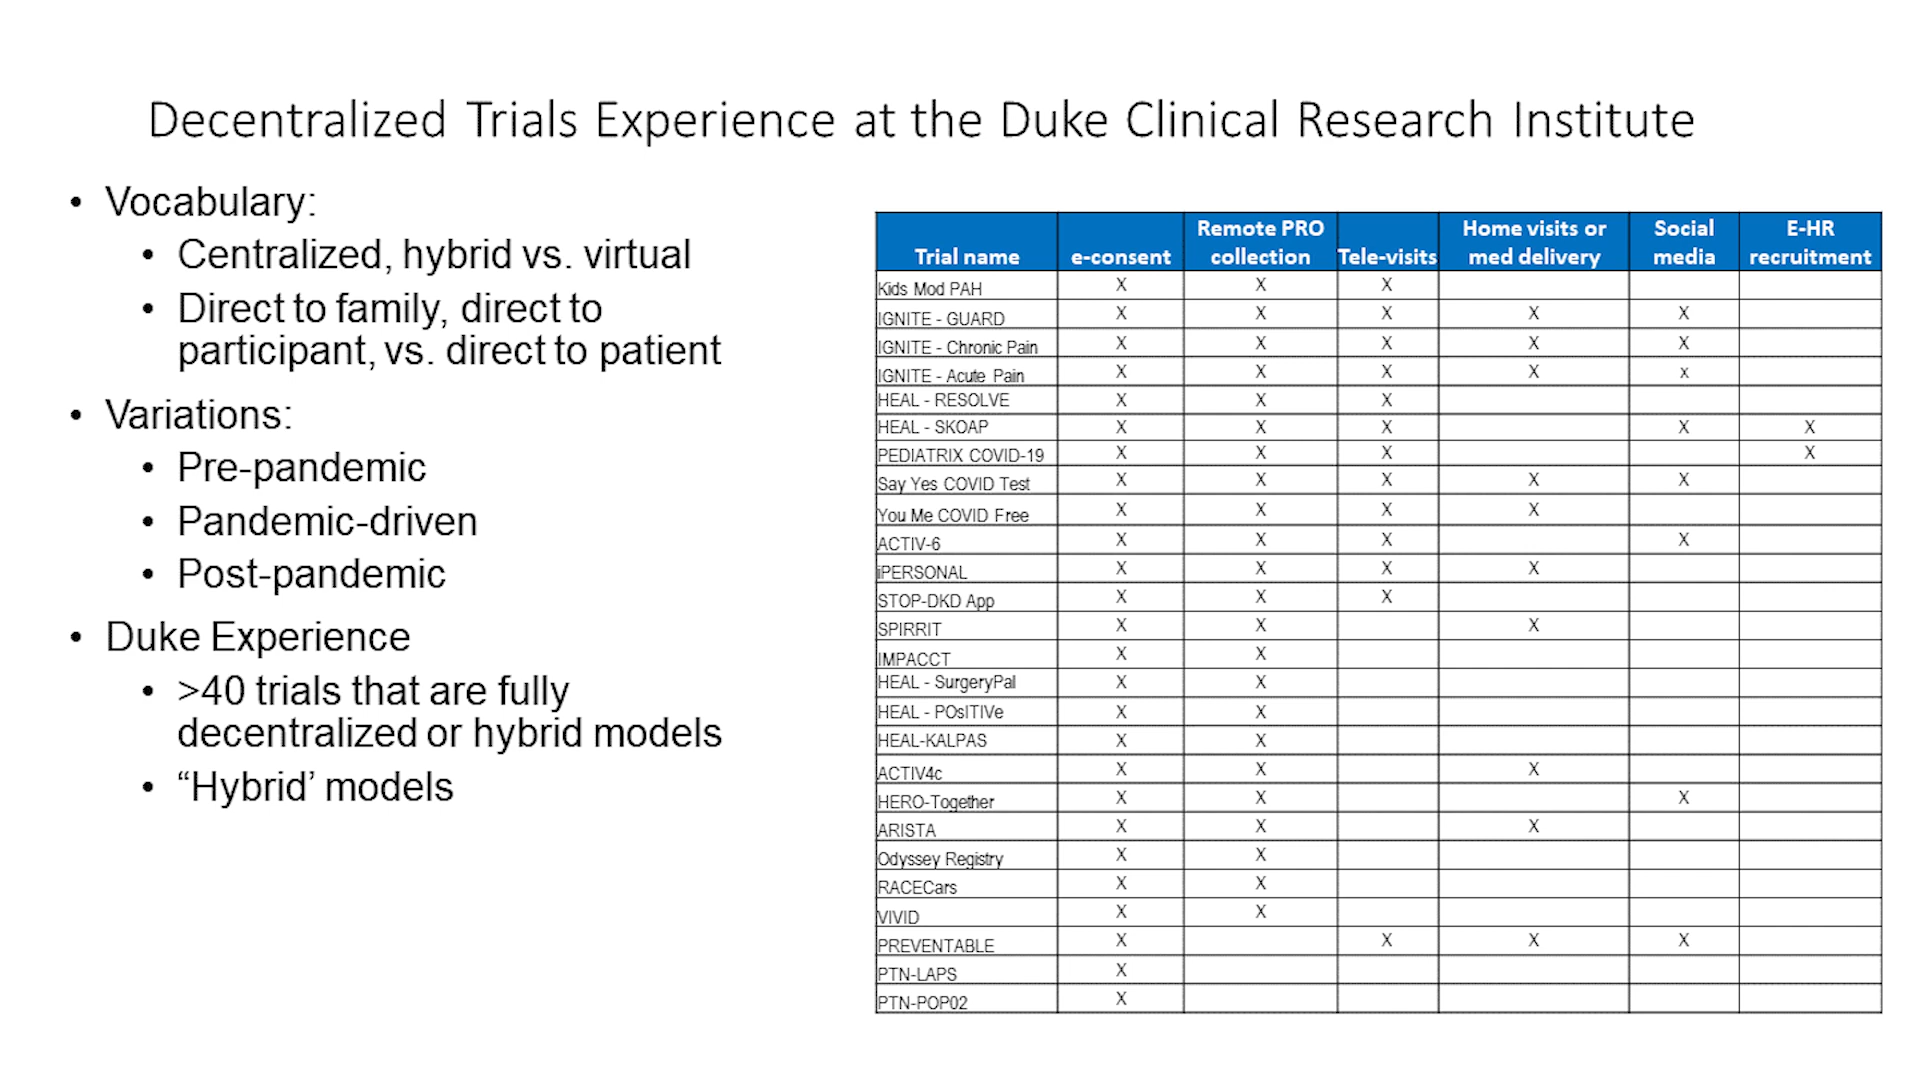 Decentralized Trials Experience at the Duke Clinical Research Institute
• Vocabulary:
• Centralized, hybrid vs. virtual
• Direct to family, direct to
participant, vs. direct to patient
• Variations:
• Pre-pandemic
• Pandemic-driven
• Post-pandemic
• Duke Experience
• >40 trials that are fully
decentralized or hybrid models
• “Hybrid’ models
Trial name e-consent Remote PRO collection Tele-visits Home visits or med delivery Social media E-HR recruitment
Kids Mod PAH X X X
IGNITE - GUARD X X X X X
IGNITE - Chronic Pain X X X X X
IGNITE - Acute Pain X X X X x
HEAL - RESOLVE X X X
HEAL - SKOAP X X X X X
PEDIATRIX COVID-19 X X X X
Say Yes COVID Test X X X X X
You Me COVID Free X X X X
ACTIV-6 X X X X
iPERSONAL X X X X
STOP-DKD App X X X
SPIRRIT X X X
IMPACCT X X
HEAL - SurgeryPal X X
HEAL - POsITIVe X X
HEAL-KALPAS X X
ACTIV4c X X X
HERO-Together X X X
ARISTA X X X
Odyssey Registry X X
RACECars X X
VIVID X X
PREVENTABLE X X X X
PTN-LAPS X
PTN-POP02 X